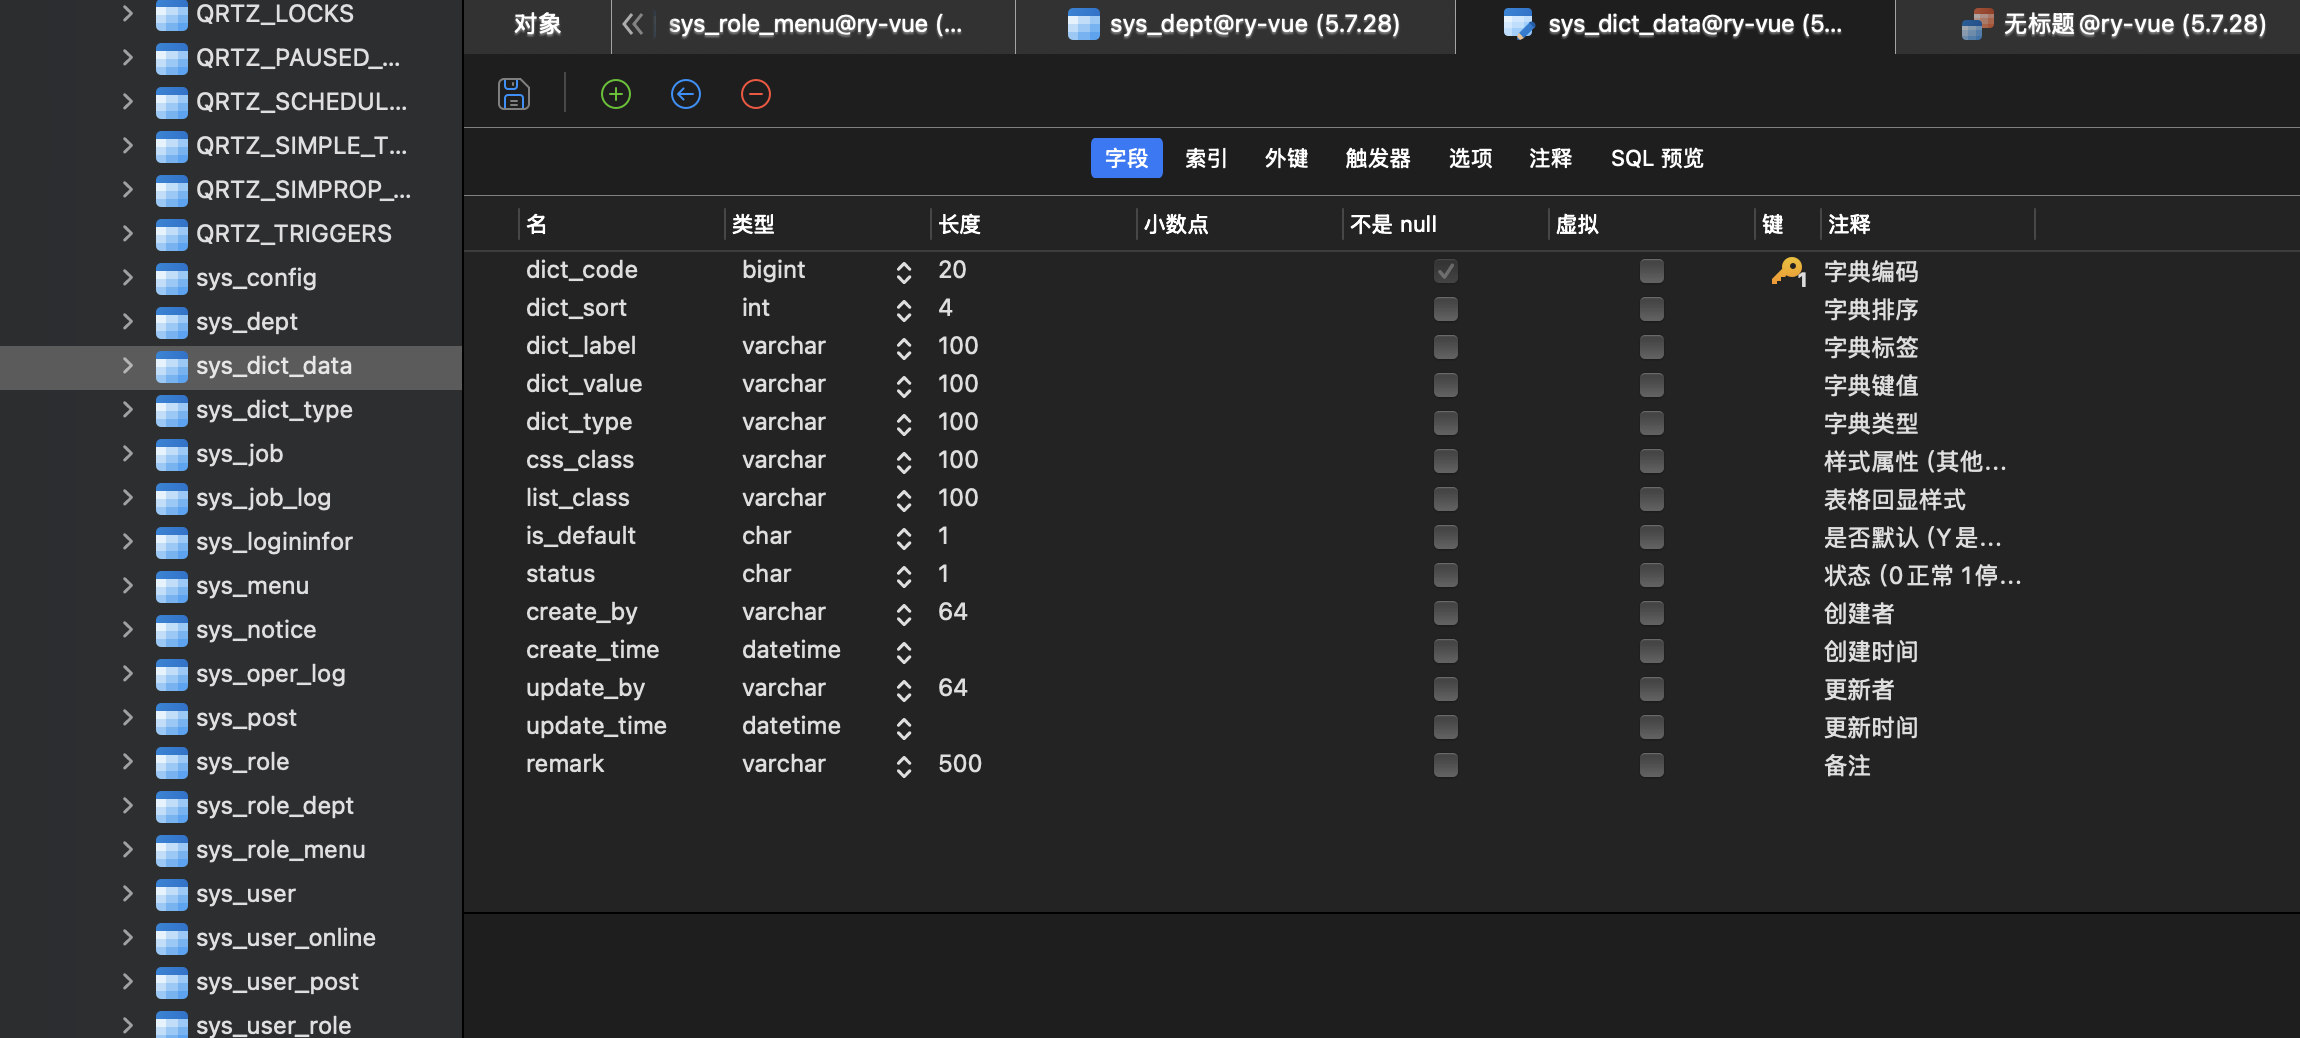 QRTZ_LOCKS
QRTZ_PAUSED_...
QRTZ_SCHEDUL...
QRTZ_SIMPLE_T...
QRTZ_SIMPROP_...
QRTZ_TRIGGERS
sys_config
sys_dept
sys_dict_data
sys_dict_type
sys_job
sys_job_log
sys_logininfor
sys_menu
sys_notice
sys_oper_log
sys_post
sys_role
sys_role_dept
sys_role_menu
sys_user
sys_user_online
sys_user_post
sys_user_role
对象 sys_role_menu@ry-vue (... sys_dept@ry-vue (5.7.28) sys_dict_data@ry-vue (5... 无标题@ry-vue (5.7.28)
字段 索引 外键 触发器 选项 注释 SQL 预览
名 类型 长度 小数点 不是 null 虚拟 键 注释
dict_code bigint 20 1 字典编码
dict_sort int 4 字典排序
dict_label varchar 100 字典标签
dict_value varchar 100 字典键值
dict_type varchar 100 字典类型
css_class varchar 100 样式属性 (其他...
list_class varchar 100 表格回显样式
is_default char 1 是否默认 (Y是...
status char 1 状态 (0正常 1停...
create_by varchar 64 创建者
create_time datetime 创建时间
update_by varchar 64 更新者
update_time datetime 更新时间
remark varchar 500 备注